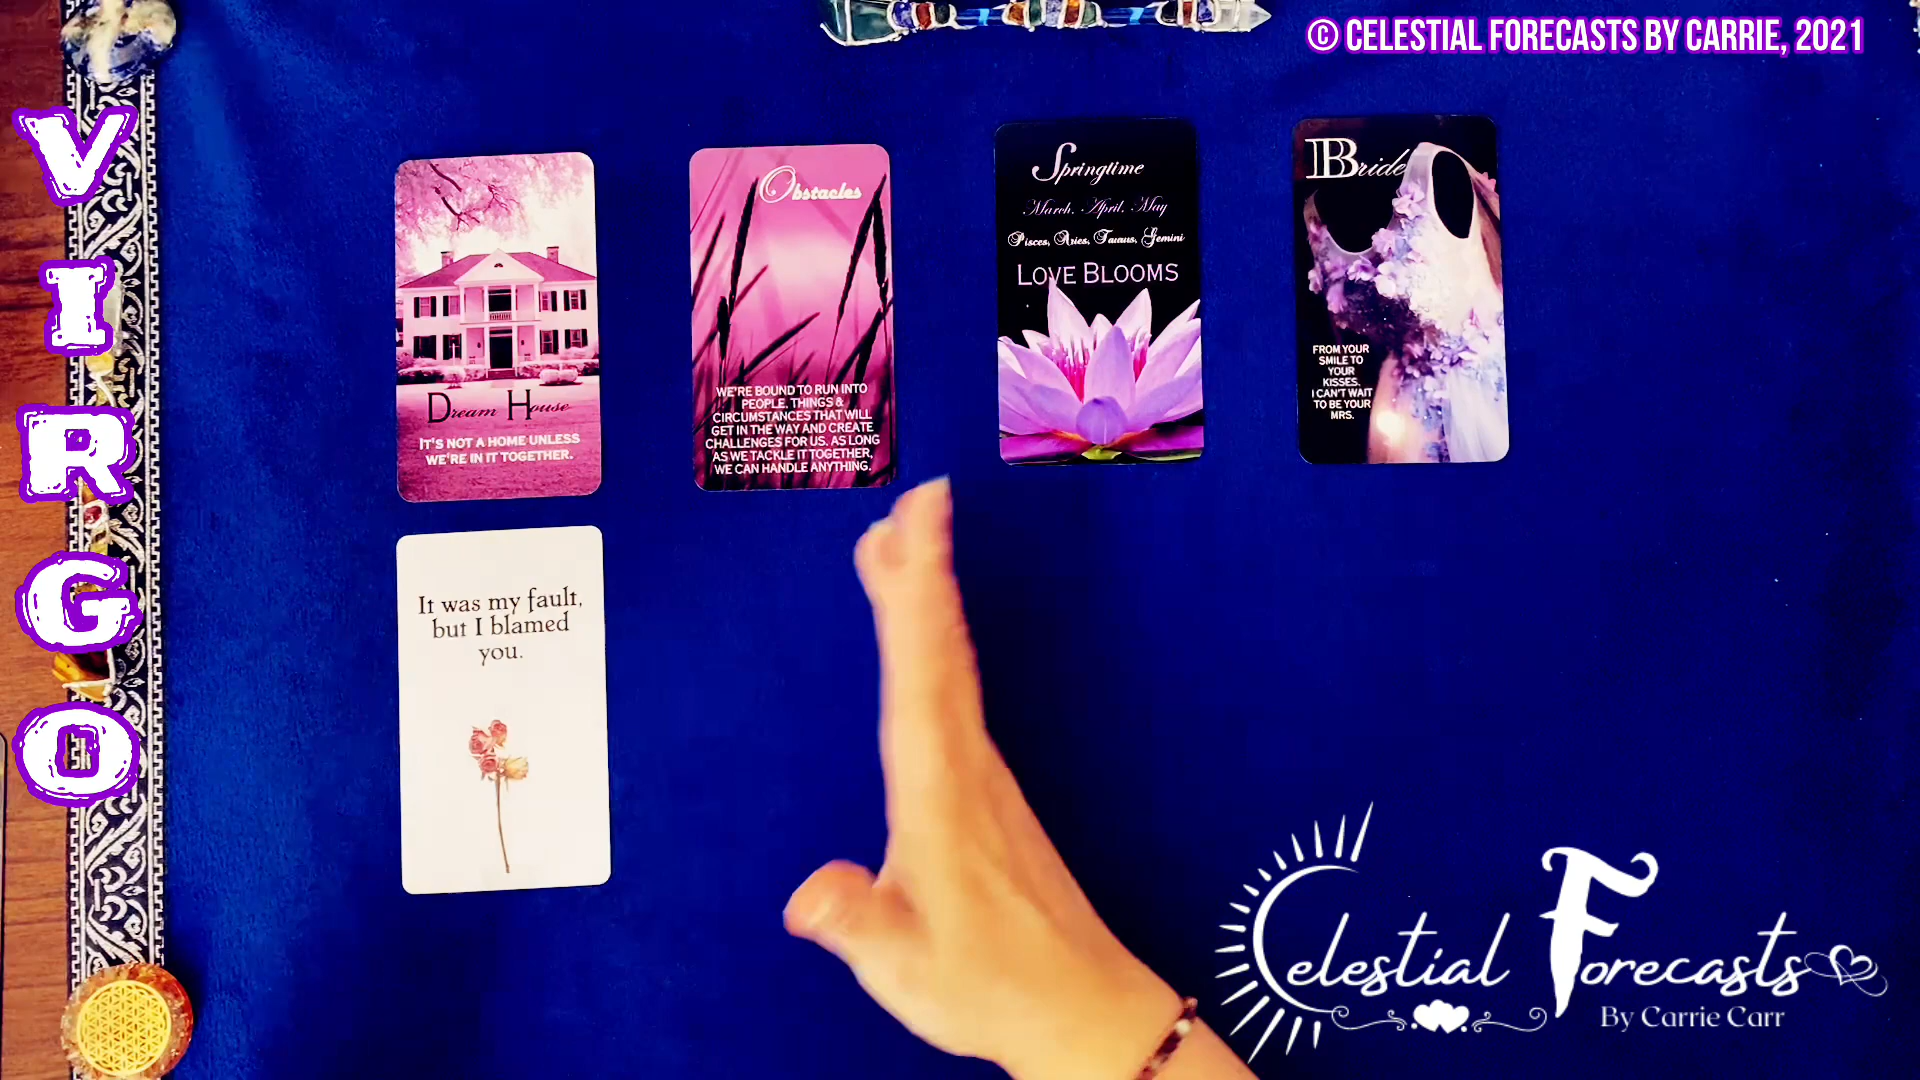 © CELESTIAL FORECASTS BY CARRIE, 2021
VIRGO
Dream House
IT'S NOT A HOME UNLESS
WE'RE IN IT TOGETHER.
Obstacles
WE'RE BOUND TO RUN INTO
PEOPLE, THINGS &
CIRCUMSTANCES THAT WILL
GET IN THE WAY AND CREATE
CHALLENGES FOR US. AS LONG
AS WE TACKLE IT TOGETHER,
WE CAN HANDLE ANYTHING.
Springtime
March, April, May
Pisces, Aries, Taurus, Gemini
LOVE BLOOMS
Bride
FROM YOUR
SMILE TO
YOUR
KISSES,
I CAN'T WAIT
TO BE YOUR
MRS.
It was my fault,
but I blamed
you.
Celestial Forecasts
By Carrie Carr